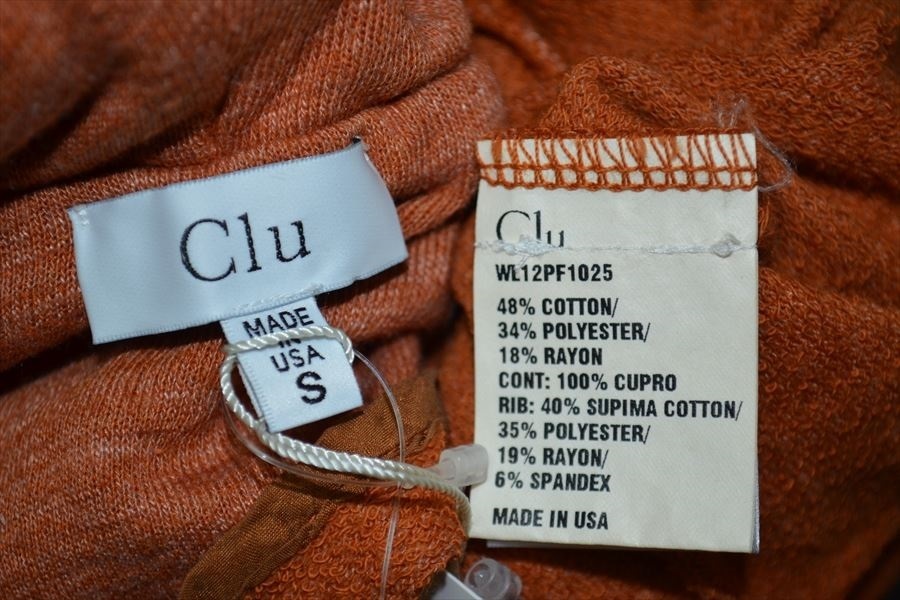 Clu
MADE
IN
USA
S
Clu
WL12PF1025
48% COTTON/
34% POLYESTER/
18% RAYON
CONT: 100% CUPRO
RIB: 40% SUPIMA COTTON/
35% POLYESTER/
19% RAYON/
6% SPANDEX
MADE IN USA